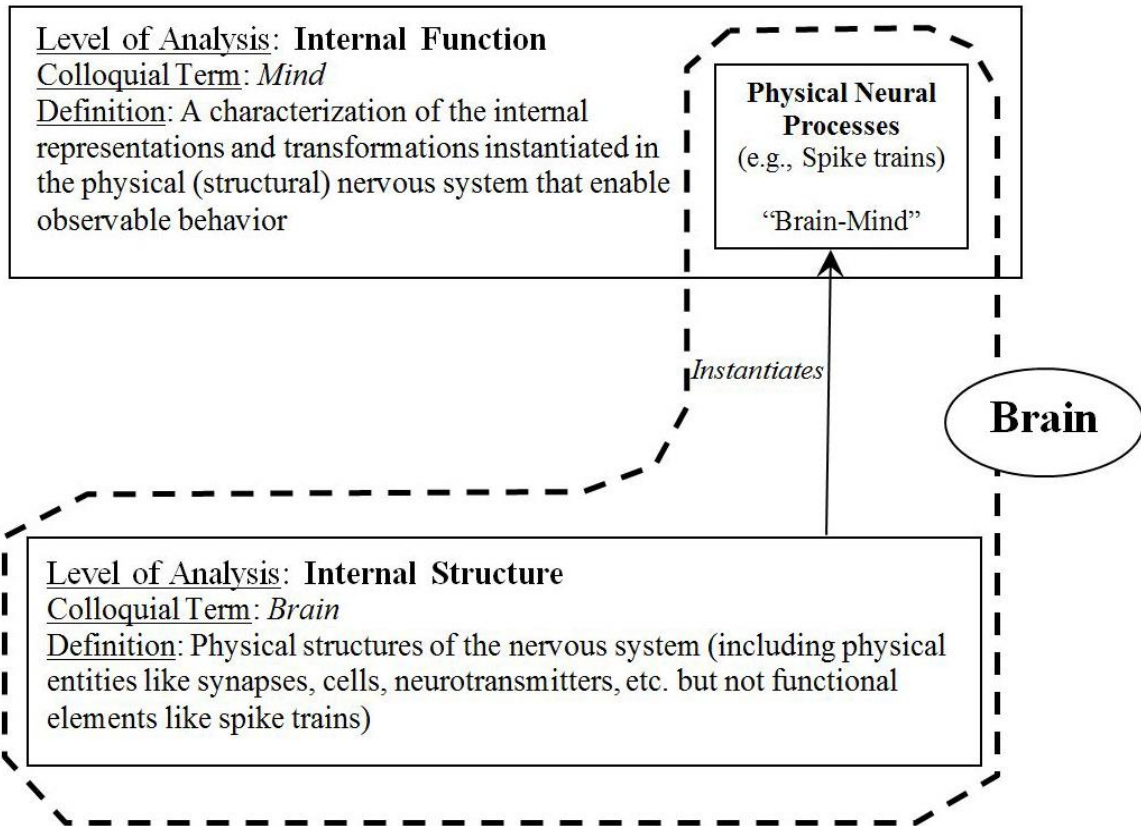 Level of Analysis: Internal Function
Colloquial Term: Mind
Definition: A characterization of the internal
representations and transformations instantiated in
the physical (structural) nervous system that enable
observable behavior
Physical Neural
Processes
(e.g., Spike trains)
“Brain-Mind”
Instantiates
Brain
Level of Analysis: Internal Structure
Colloquial Term: Brain
Definition: Physical structures of the nervous system (including physical
entities like synapses, cells, neurotransmitters, etc. but not functional
elements like spike trains)